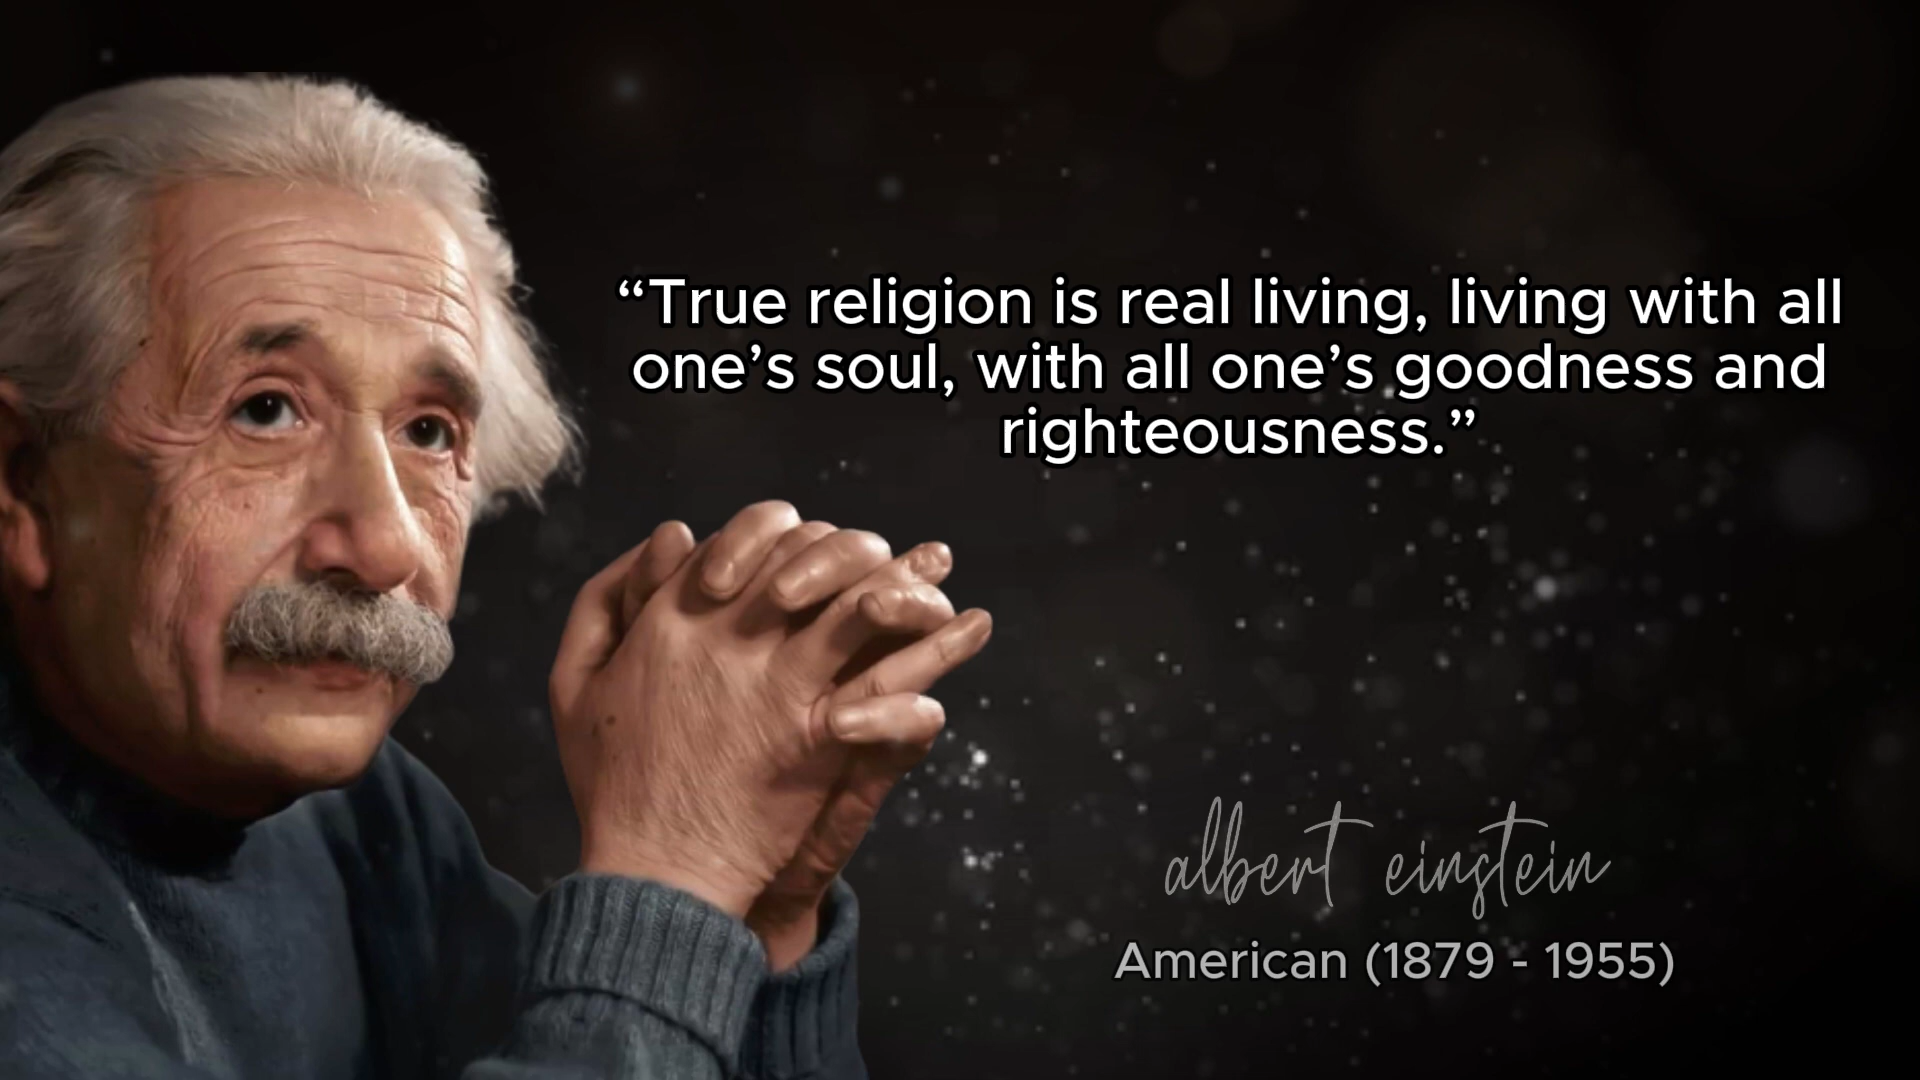 “True religion is real living, living with all
one’s soul, with all one’s goodness and
righteousness.”
albert einstein
American (1879 - 1955)